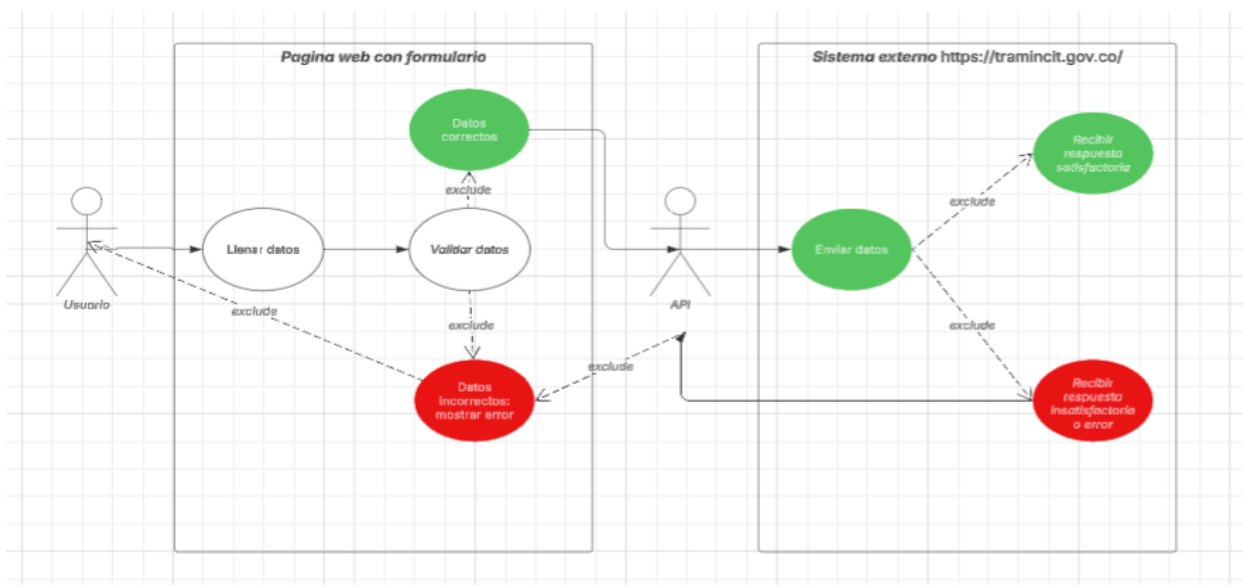 Pagina web con formulario
Sistema externo https://tramincit.gov.co/
Datos
correctos
exclude
Recibir
respuesta
satisfactoria
exclude
Llenar datos
Validar datos
Enviar datos
Usuario
API
exclude
exclude
exclude
exclude
Datos
incorrectos:
mostrar error
Recibir
respuesta
insatisfactoria
o error